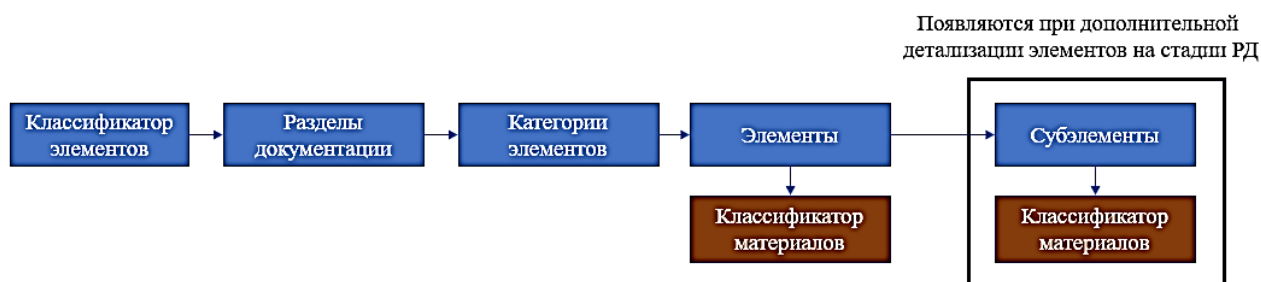 Появляются при дополнительной
детализации элементов на стадии РД
Классификатор
элементов
Разделы
документации
Категории
элементов
Элементы
Субэлементы
Классификатор
материалов
Классификатор
материалов